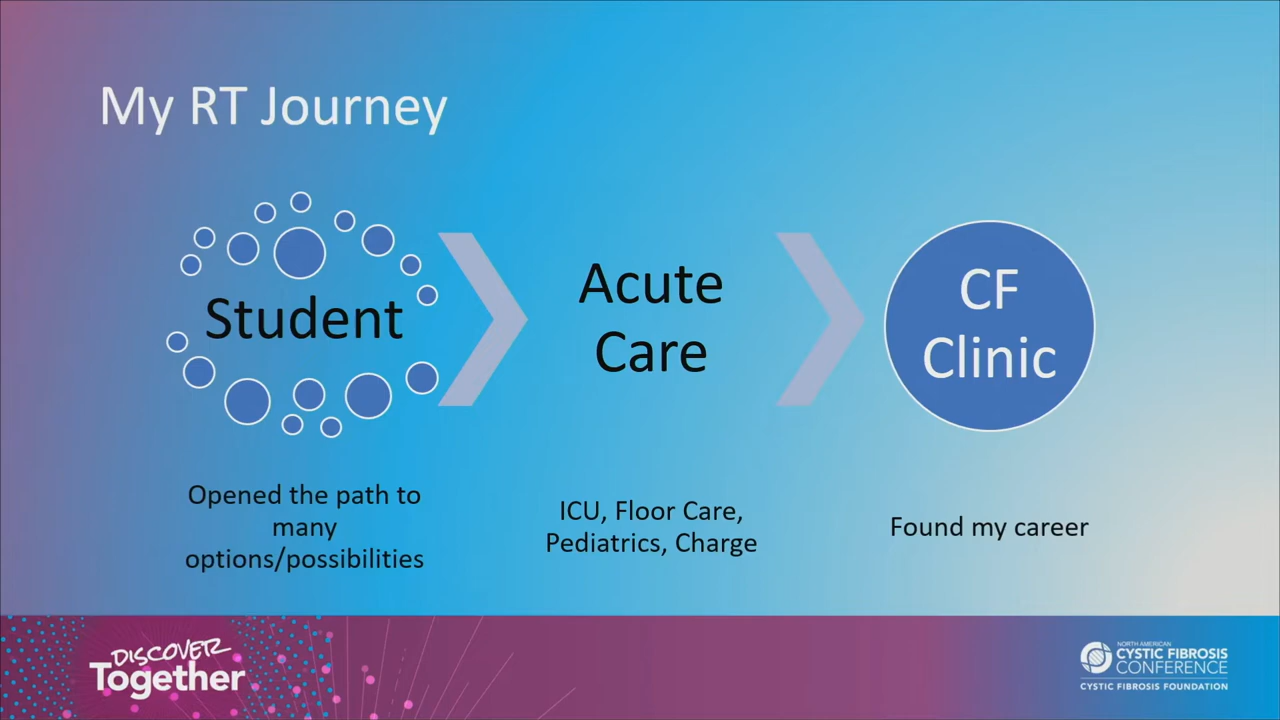 My RT Journey
Student
Acute
Care
CF
Clinic
Opened the path to
many
options/possibilities
ICU, Floor Care,
Pediatrics, Charge
Found my career
DISCOVER
Together
NORTH AMERICAN
CYSTIC FIBROSIS
CONFERENCE
CYSTIC FIBROSIS FOUNDATION